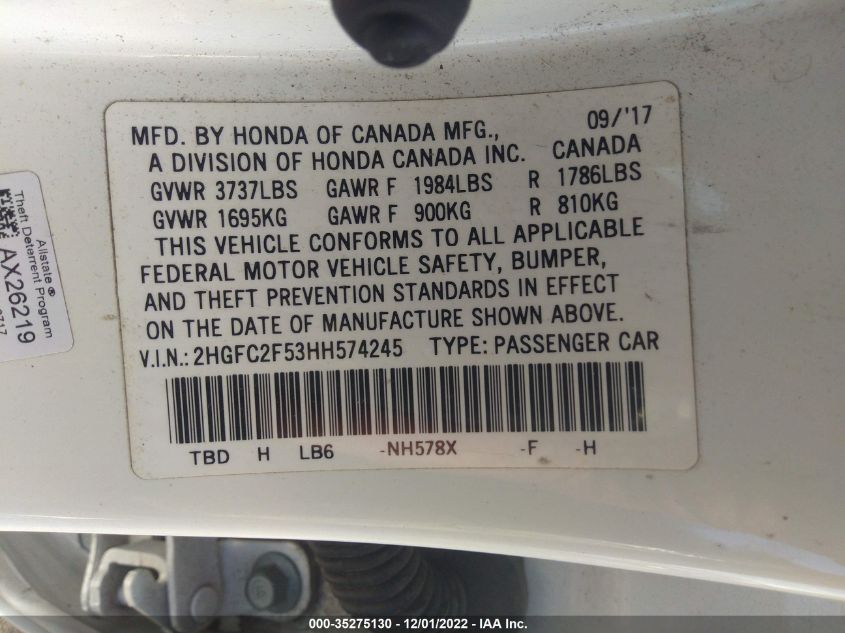 MFD. BY HONDA OF CANADA MFG., 09/'17
A DIVISION OF HONDA CANADA INC. CANADA
GVWR 3737LBS GAWR F 1984LBS R 1786LBS
GVWR 1695KG GAWR F 900KG R 810KG
THIS VEHICLE CONFORMS TO ALL APPLICABLE
FEDERAL MOTOR VEHICLE SAFETY, BUMPER,
AND THEFT PREVENTION STANDARDS IN EFFECT
ON THE DATE OF MANUFACTURE SHOWN ABOVE.
V.I.N.: 2HGFC2F53HH574245 TYPE: PASSENGER CAR
TBD H LB6 -NH578X -F -H
Allstate ®
Theft Deterrent Program
AX26219
000-35275130 - 12/01/2022 - IAA Inc.